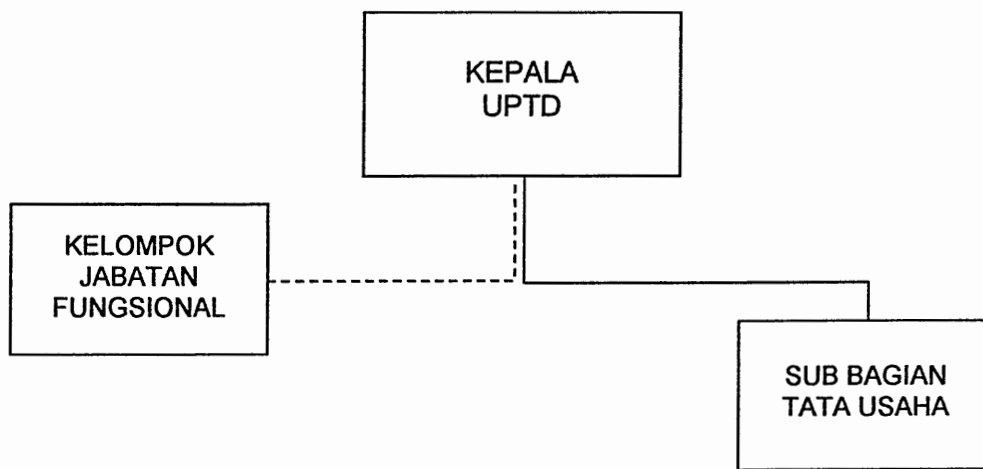 KEPALA
UPTD
KELOMPOK
JABATAN
FUNGSIONAL
SUB BAGIAN
TATA USAHA